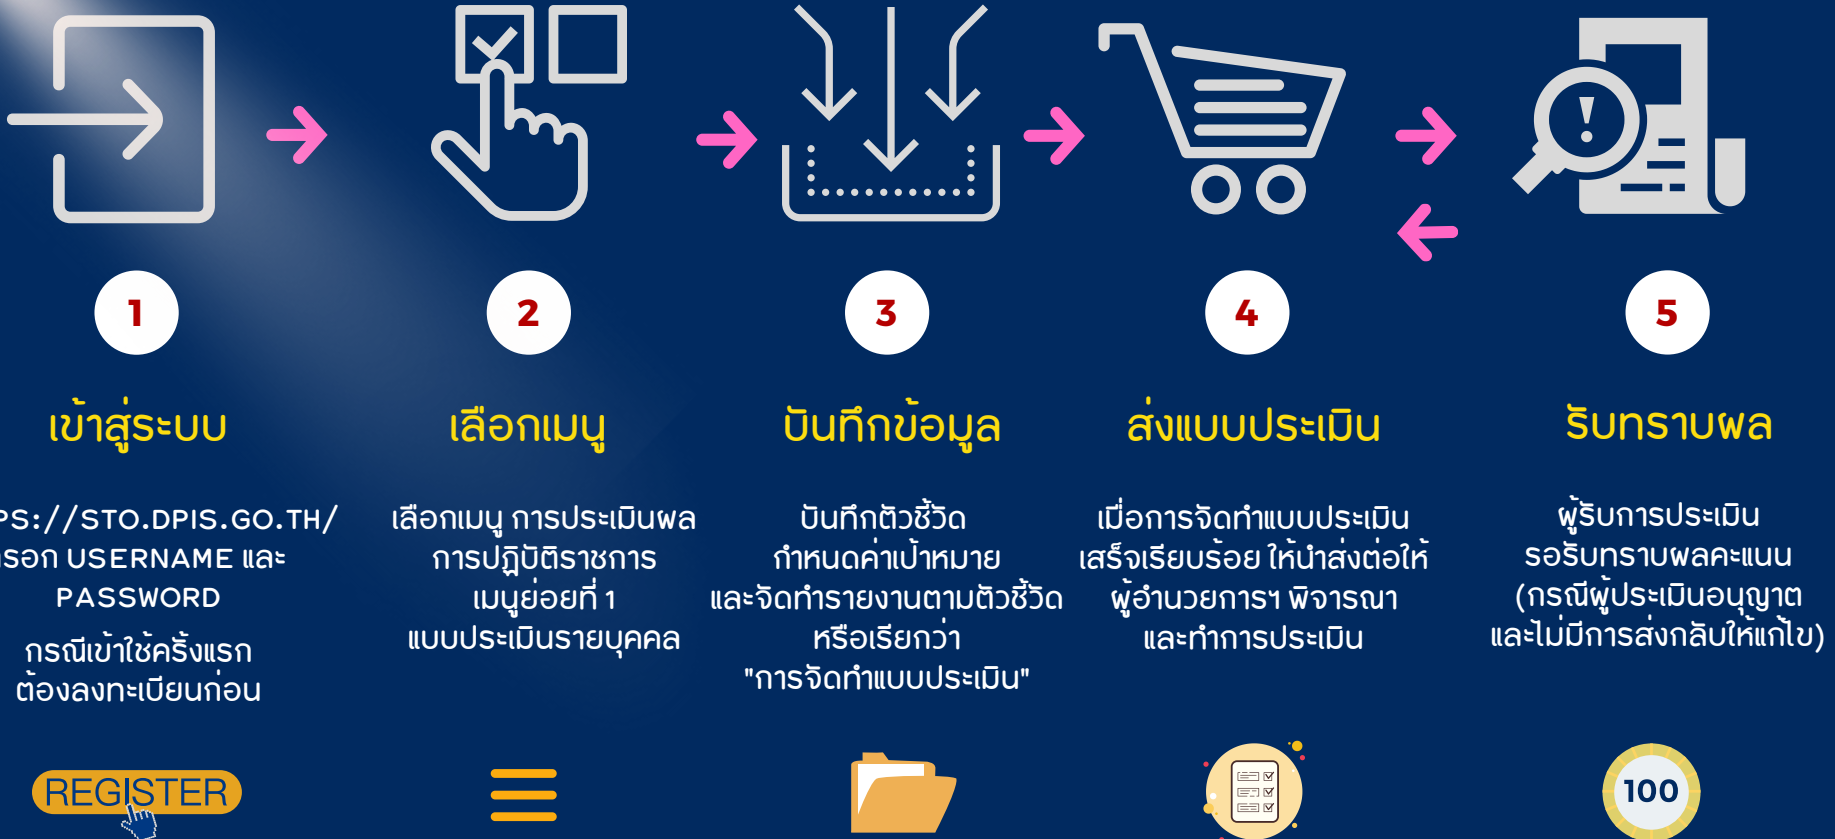 1
เข้าสู่ระบบ
PS://STO.DPIS.GO.TH/
รอก USERNAME และ
PASSWORD
กรณีเข้าใช้ครั้งแรก
ต้องลงทะเบียนก่อน
REGISTER
2
เลือกเมนู
เลือกเมนู การประเมินผล
การปฏิบัติราชการ
เมนูย่อยที่ 1
แบบประเมินรายบุคคล
3
บันทึกข้อมูล
บันทึกตัวชี้วัด
กำหนดค่าเป้าหมาย
และจัดทำรายงานตามตัวชี้วัด
หรือเรียกว่า
"การจัดทำแบบประเมิน"
4
ส่งแบบประเมิน
เมื่อการจัดทำแบบประเมิน
เสร็จเรียบร้อย ให้นำส่งต่อให้
ผู้อำนวยการฯ พิจารณา
และทำการประเมิน
!
5
รับทราบผล
ผู้รับการประเมิน
รอรับทราบผลคะแนน
(กรณีผู้ประเมินอนุญาต
และไม่มีการส่งกลับให้แก้ไข)
100